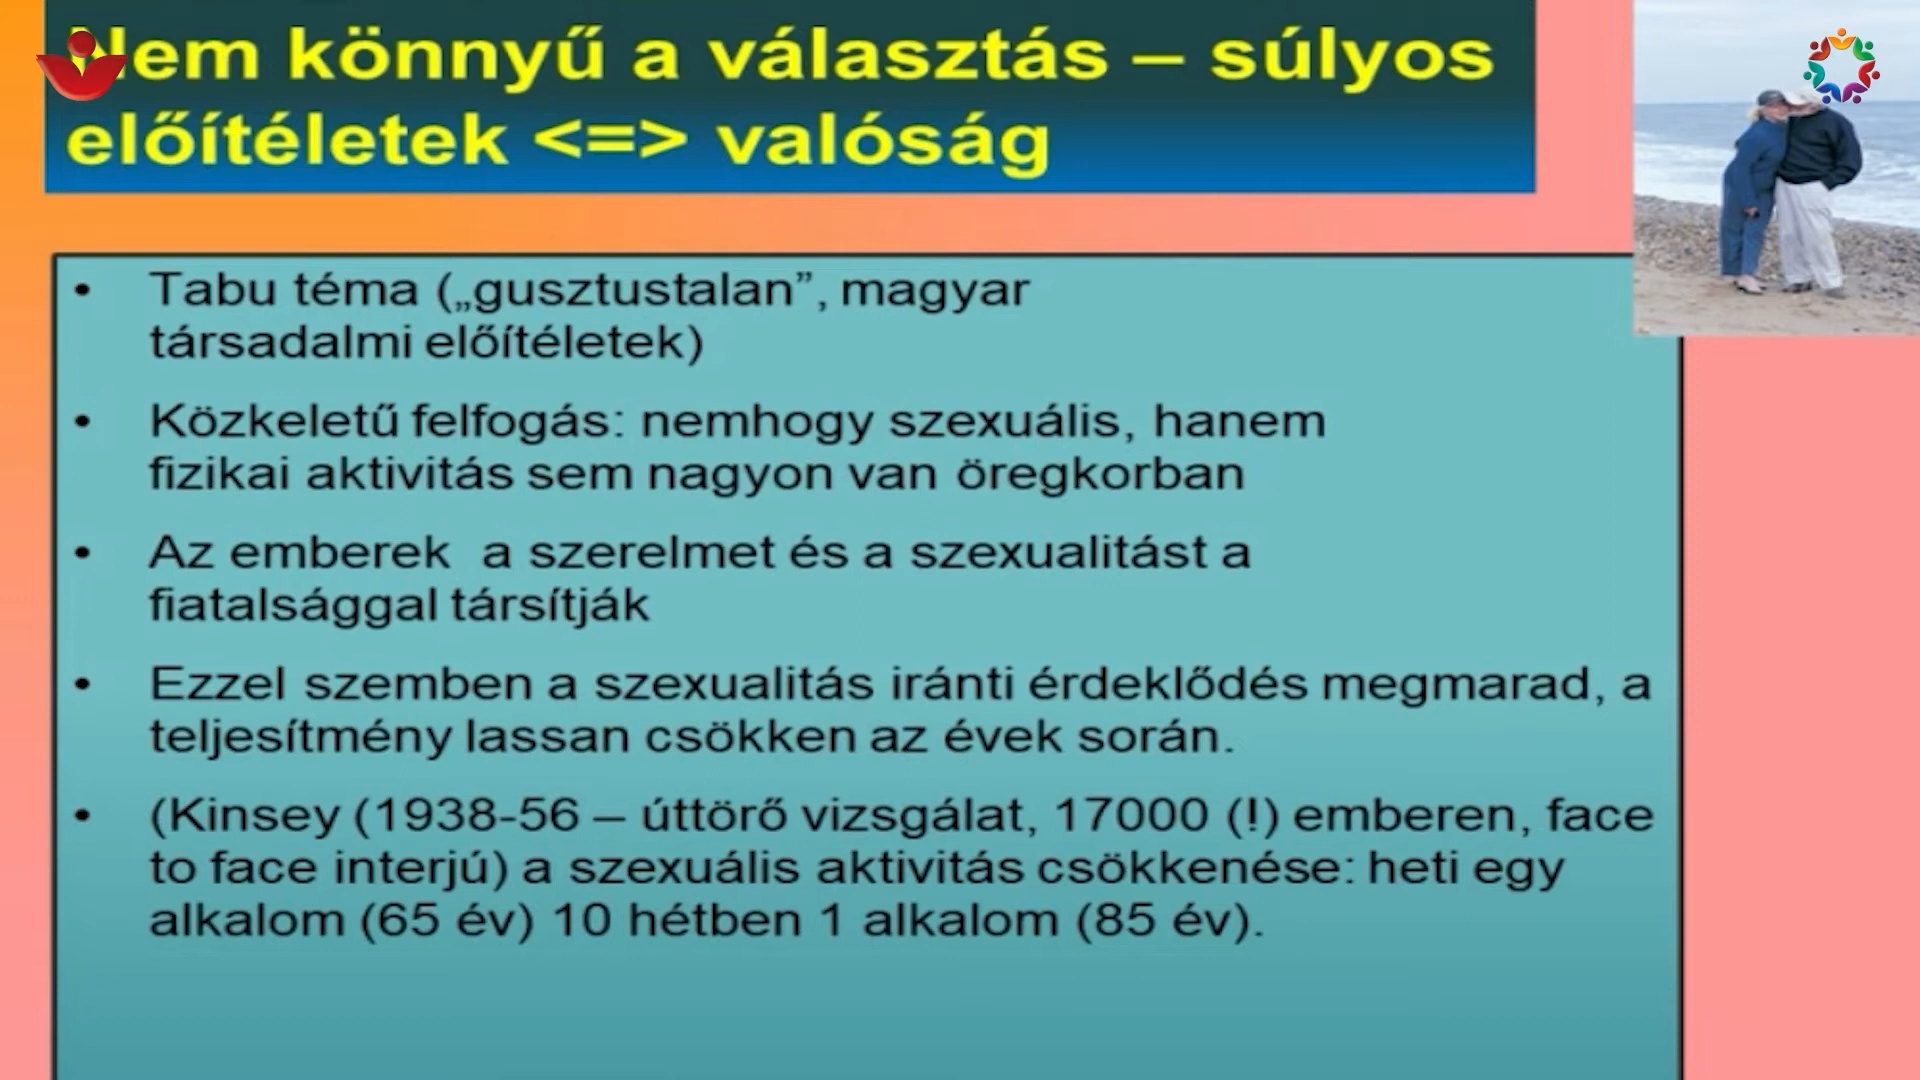 Nem könnyű a választás – súlyos
előítéletek <=> valóság
• Tabu téma („gusztustalan”, magyar
társadalmi előítéletek)
• Közkeletű felfogás: nemhogy szexuális, hanem
fizikai aktivitás sem nagyon van öregkorban
• Az emberek a szerelmet és a szexualitást a
fiatalsággal társítják
• Ezzel szemben a szexualitás iránti érdeklődés megmarad, a
teljesítmény lassan csökken az évek során.
• (Kinsey (1938-56 – úttörő vizsgálat, 17000 (!) emberen, face
to face interjú) a szexuális aktivitás csökkenése: heti egy
alkalom (65 év) 10 hétben 1 alkalom (85 év).